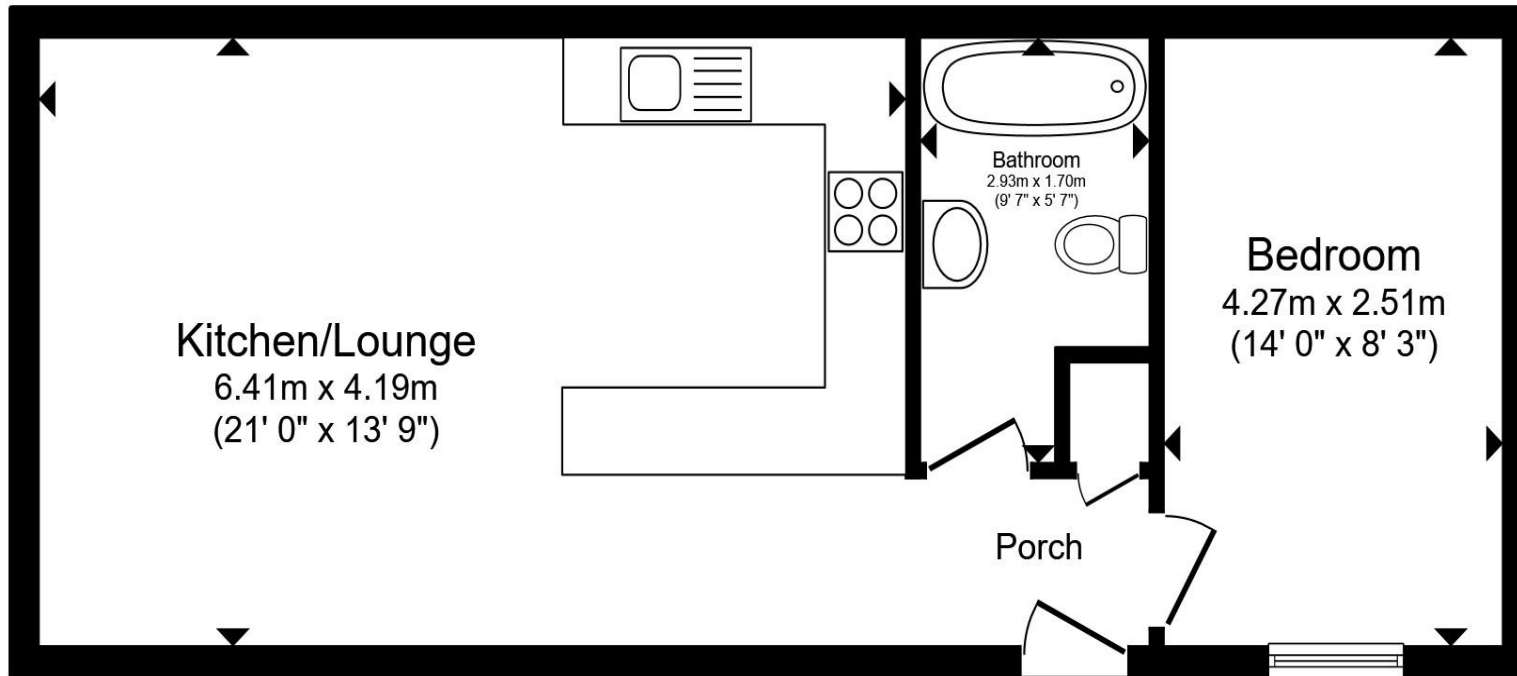 Kitchen/Lounge
6.41m x 4.19m
(21' 0" x 13' 9")
Bathroom
2.93m x 1.70m
(9' 7" x 5' 7")
Bedroom
4.27m x 2.51m
(14' 0" x 8' 3")
Porch